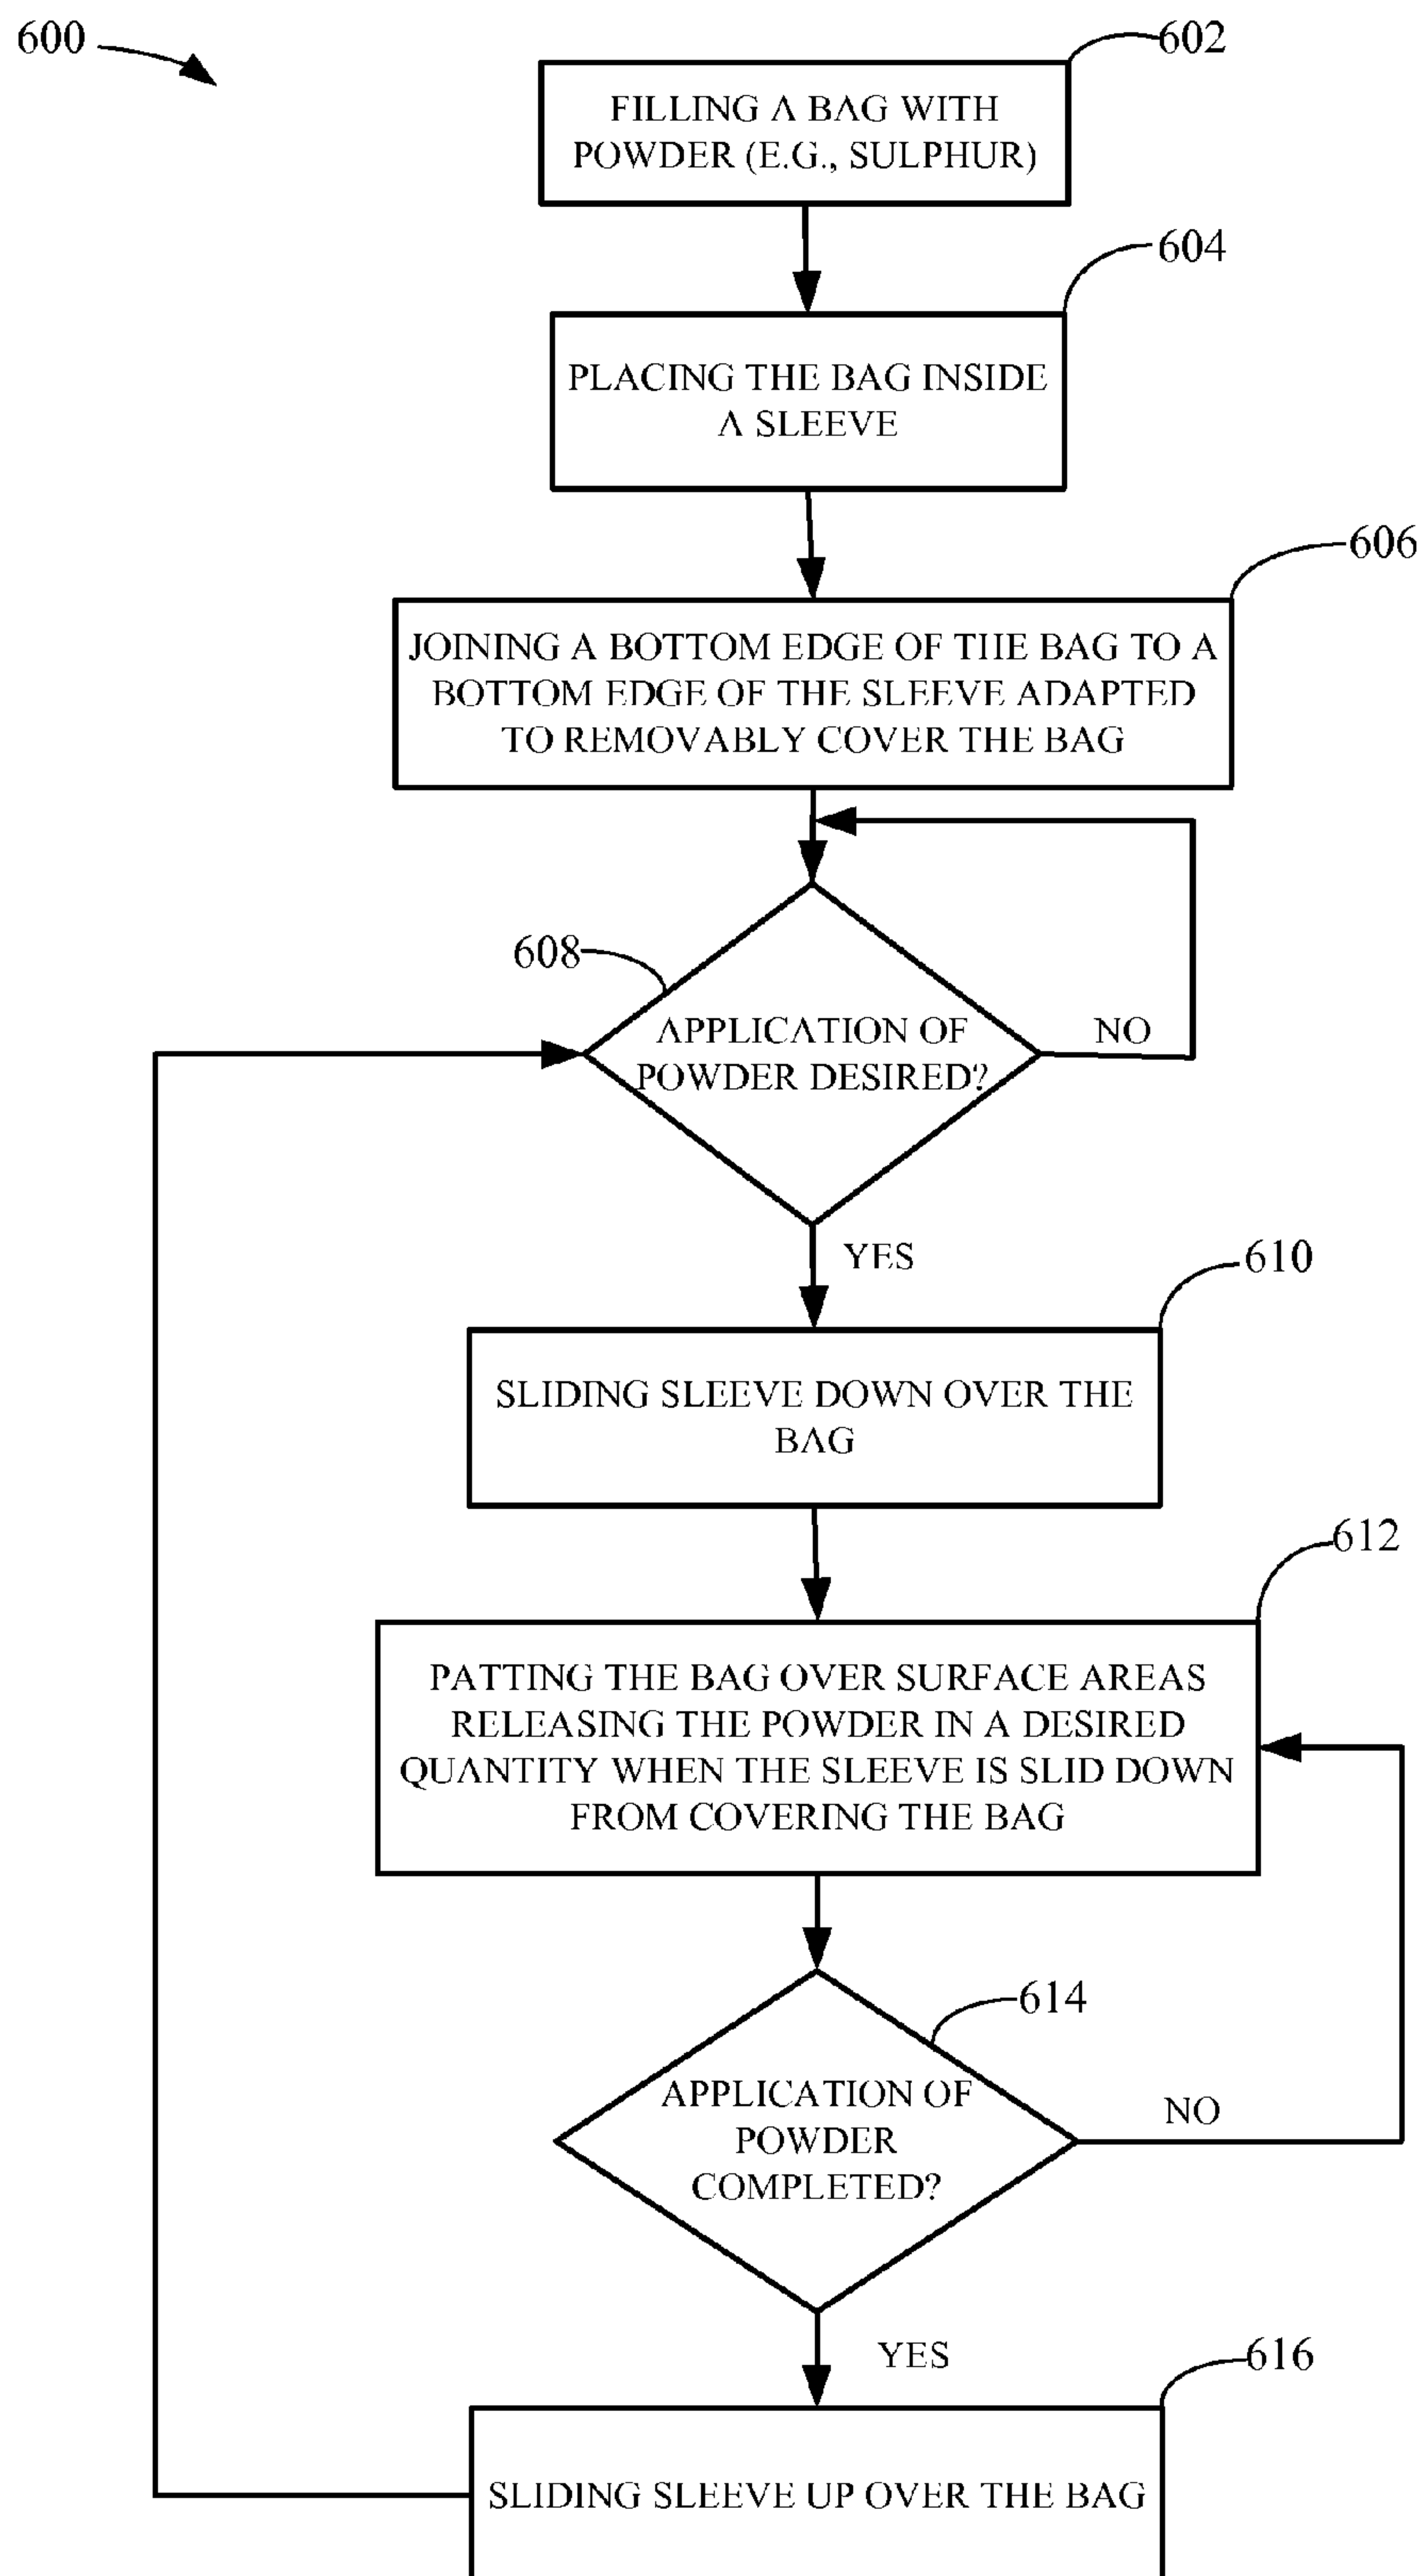 600
602
FILLING A BAG WITH
POWDER (E.G., SULPHUR)
604
PLACING THE BAG INSIDE
A SLEEVE
606
JOINING A BOTTOM EDGE OF THE BAG TO A
BOTTOM EDGE OF THE SLEEVE ADAPTED
TO REMOVABLY COVER THE BAG
608
APPLICATION OF
POWDER DESIRED?
NO
YES
610
SLIDING SLEEVE DOWN OVER THE
BAG
612
PATTING THE BAG OVER SURFACE AREAS
RELEASING THE POWDER IN A DESIRED
QUANTITY WHEN THE SLEEVE IS SLID DOWN
FROM COVERING THE BAG
614
APPLICATION OF
POWDER
COMPLETED?
NO
YES
616
SLIDING SLEEVE UP OVER THE BAG